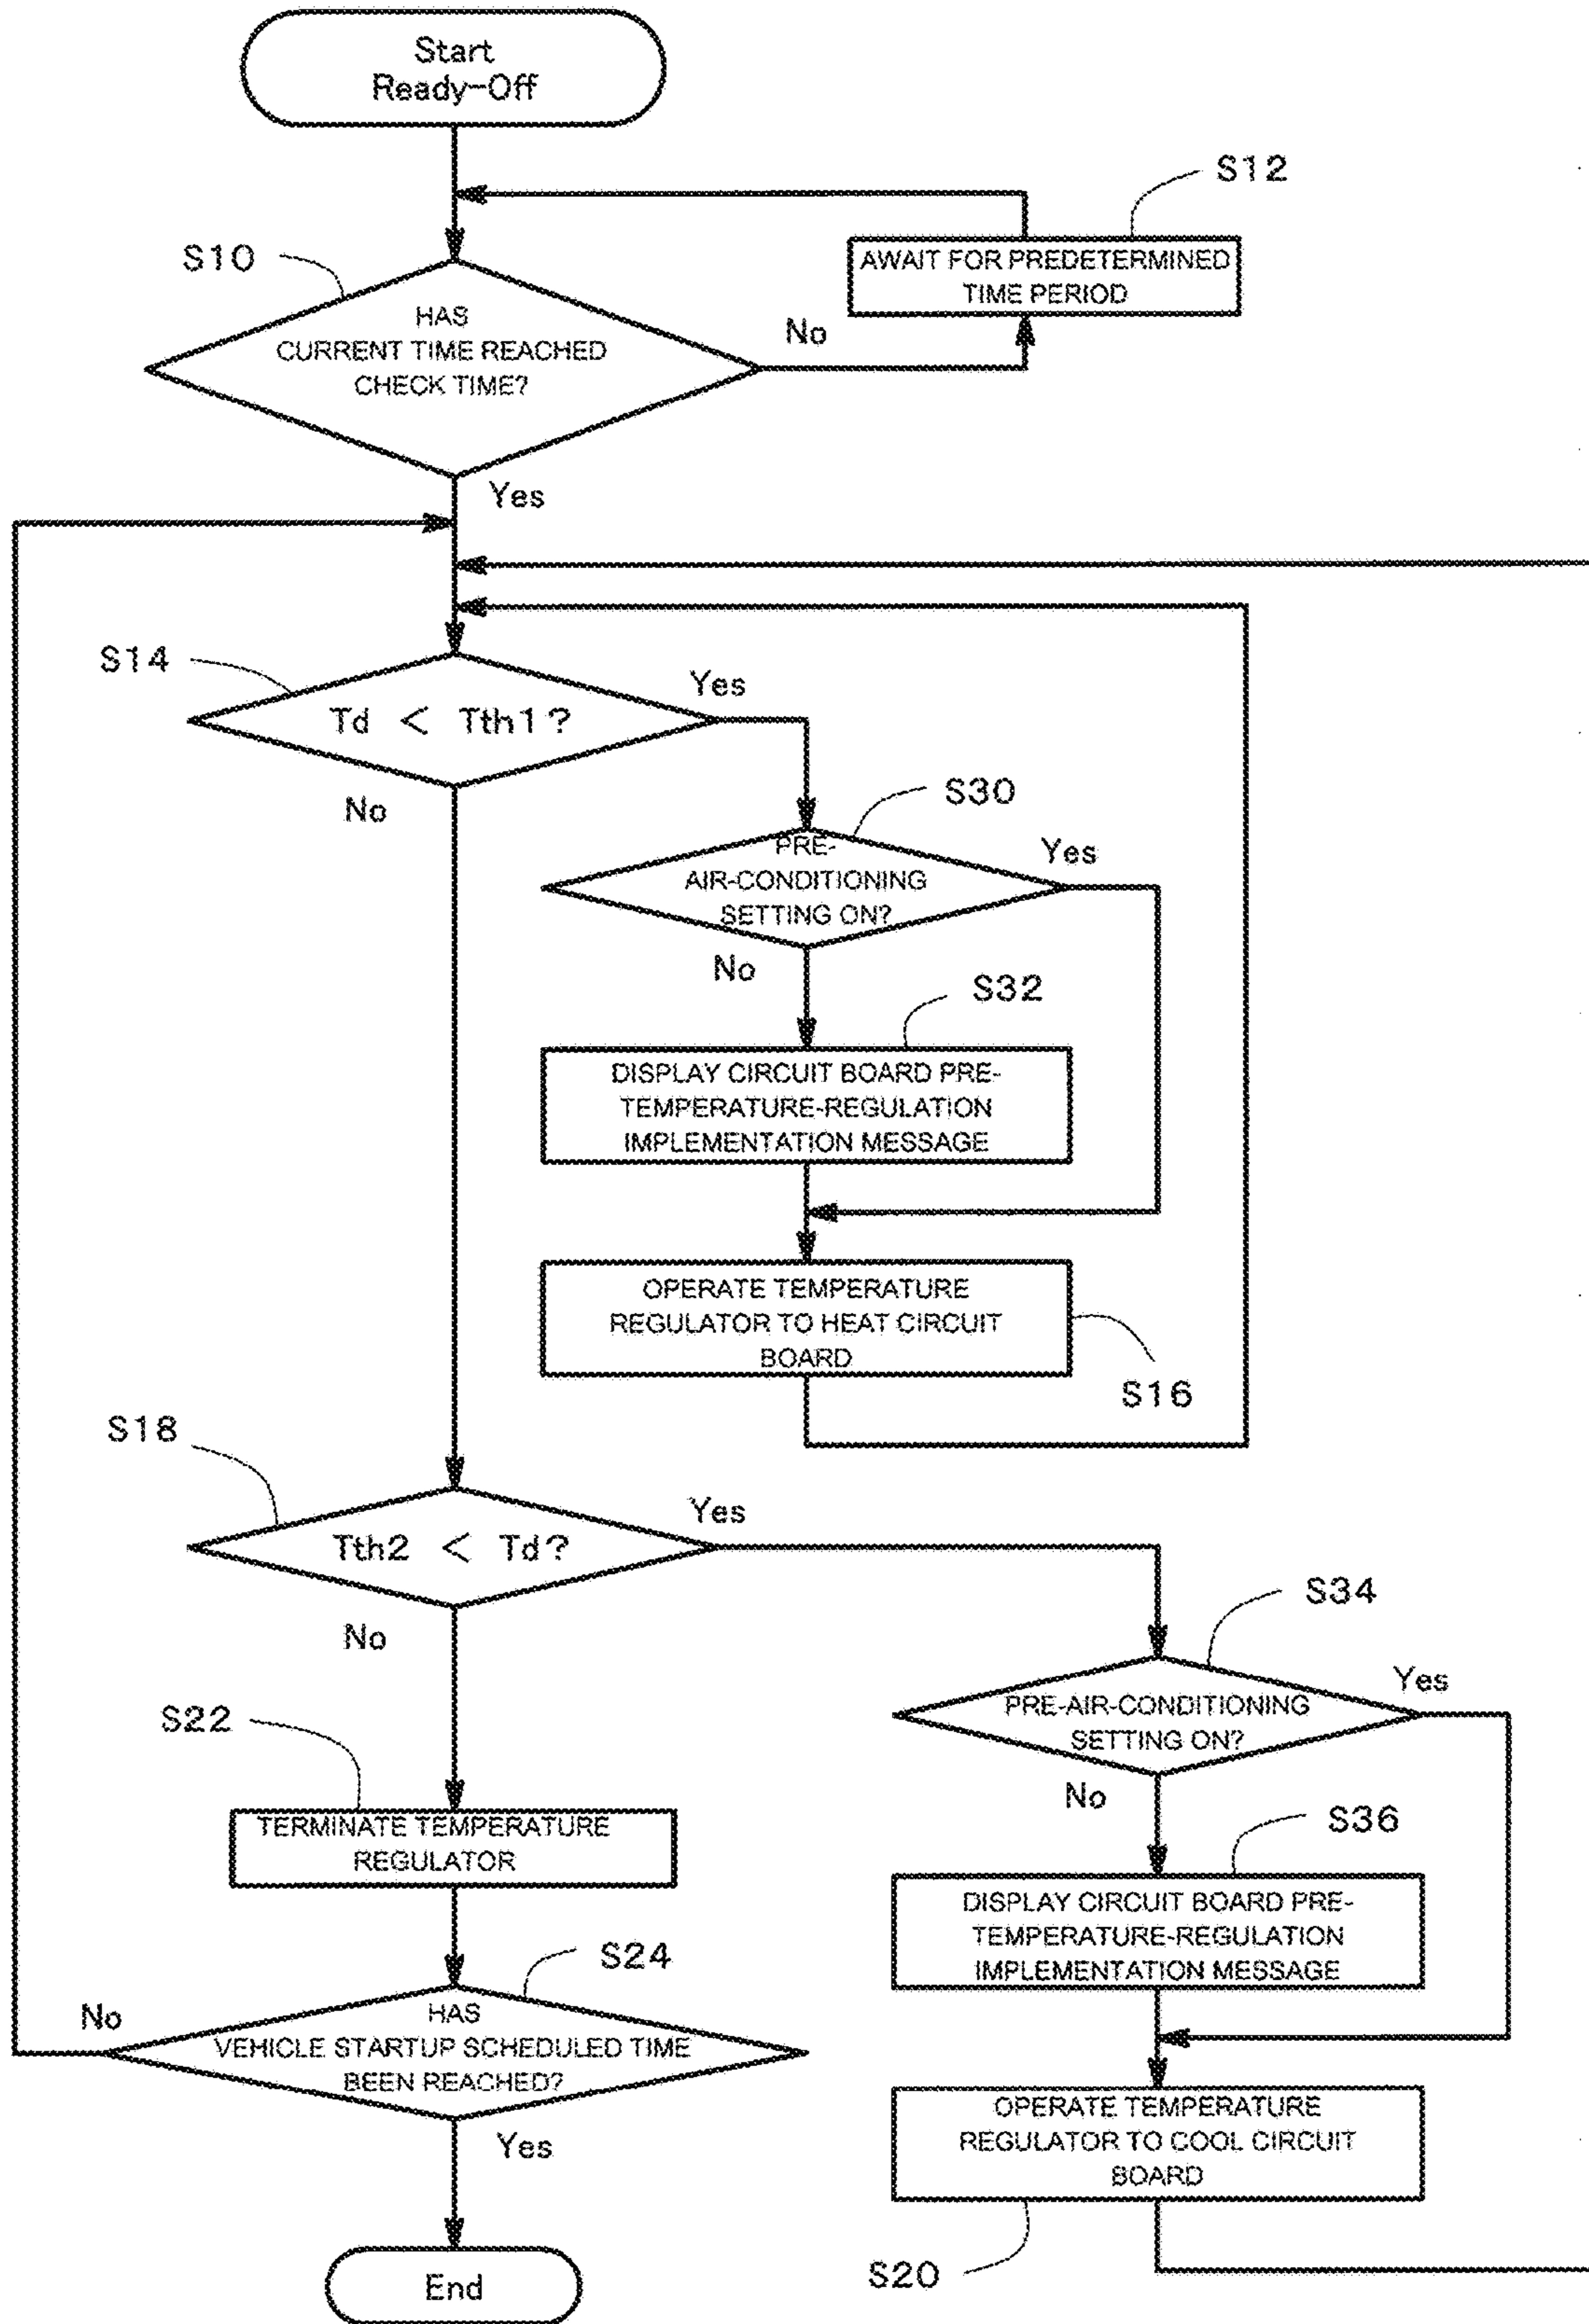 Start
Ready-Off
S12
AWAIT FOR PREDETERMINED
TIME PERIOD
S10
HAS
CURRENT TIME REACHED
CHECK TIME?
No
Yes
S14
Td < Tth1?
Yes
No
S30
PRE-
AIR-CONDITIONING
SETTING ON?
Yes
No
S32
DISPLAY CIRCUIT BOARD PRE-
TEMPERATURE-REGULATION
IMPLEMENTATION MESSAGE
OPERATE TEMPERATURE
REGULATOR TO HEAT CIRCUIT
BOARD
S16
S18
Tth2 < Td?
Yes
No
S34
PRE-AIR-CONDITIONING
SETTING ON?
Yes
No
S22
TERMINATE TEMPERATURE
REGULATOR
S36
DISPLAY CIRCUIT BOARD PRE-
TEMPERATURE-REGULATION
IMPLEMENTATION MESSAGE
S24
HAS
VEHICLE STARTUP SCHEDULED TIME
BEEN REACHED?
No
Yes
OPERATE TEMPERATURE
REGULATOR TO COOL CIRCUIT
BOARD
S20
End